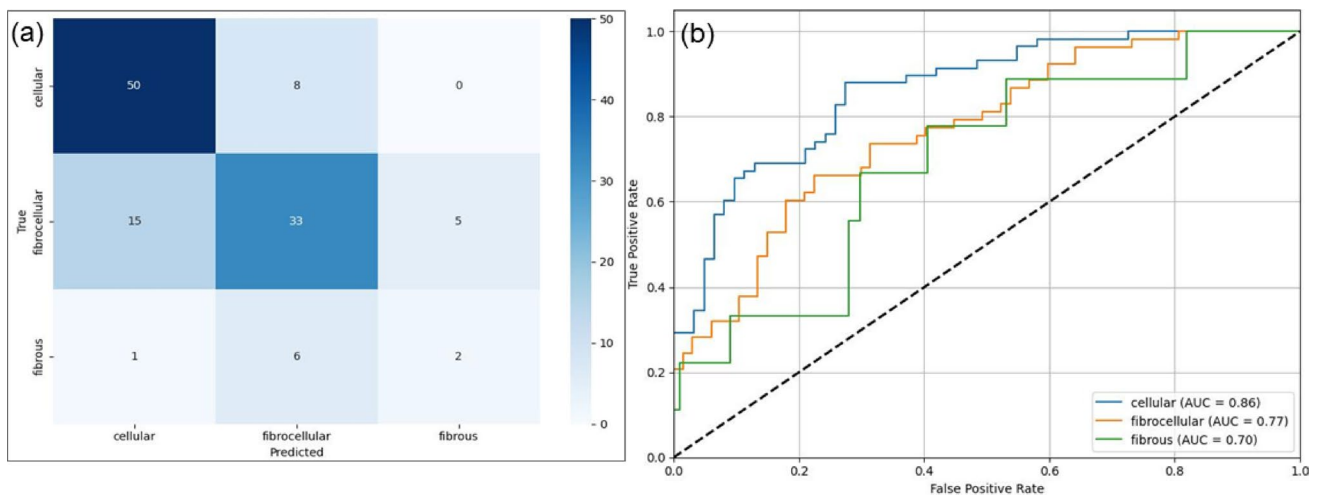 (a)
50 8 0
15 33 5
1 6 2
cellular
fibrocellular
fibrous
True
cellular fibrocellular fibrous
Predicted
50
40
30
20
10
0
(b)
1.0
0.8
0.6
0.4
0.2
0.0
True Positive Rate
0.0 0.2 0.4 0.6 0.8 1.0
False Positive Rate
cellular (AUC = 0.86)
fibrocellular (AUC = 0.77)
fibrous (AUC = 0.70)